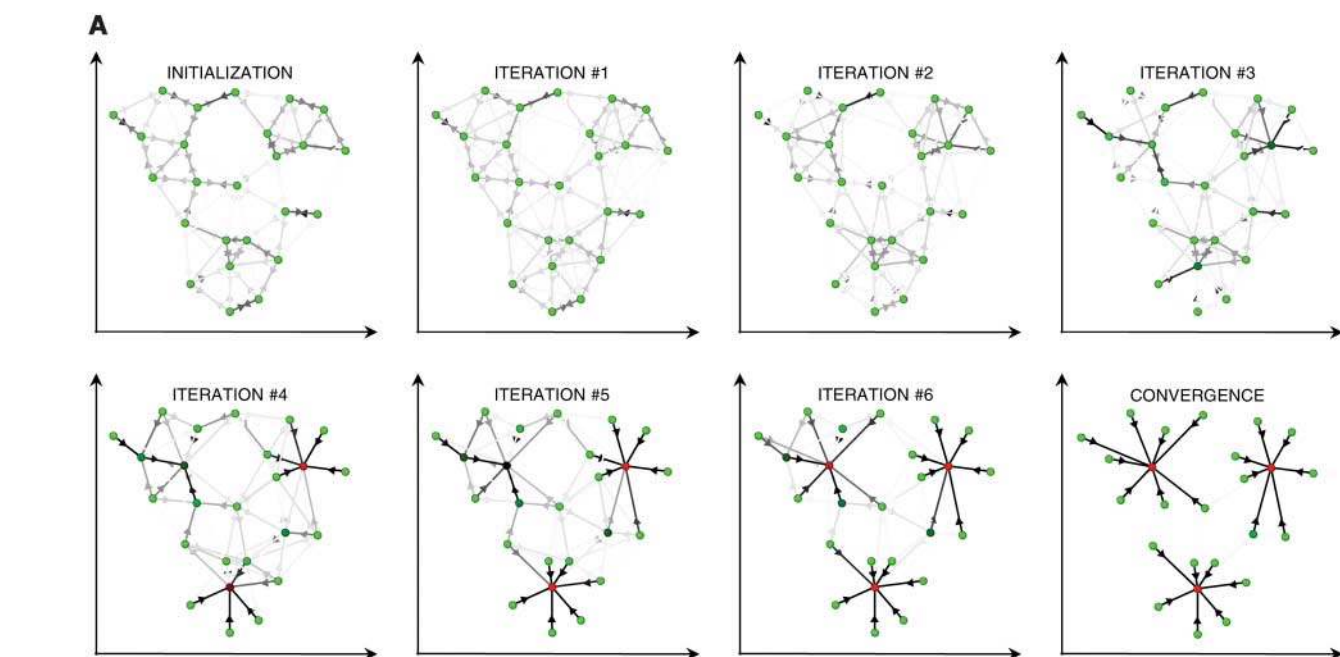 A
INITIALIZATION
ITERATION #1
ITERATION #2
ITERATION #3
ITERATION #4
ITERATION #5
ITERATION #6
CONVERGENCE